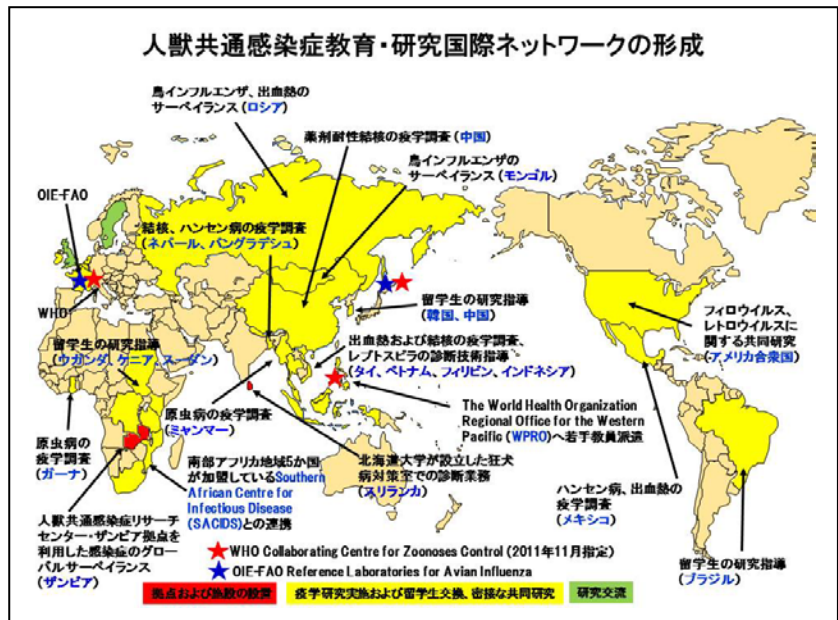 人獣共通感染症教育・研究国際ネットワークの形成
鳥インフルエンザ、出血熱の
サーベイランス(ロシア)
薬剤耐性結核の疫学調査(中国)
鳥インフルエンザの
サーベイランス(モンゴル)
OIE-FAO
結核、ハンセン病の疫学調査
(ネパール、バングラデシュ)
WHO
留学生の研究指導
(韓国、中国)
フィロウイルス、
レトロウイルスに
関する共同研究
(アメリカ合衆国)
留学生の研究指導
(ウガンダ、ケニア、スーダン)
出血熱および結核の疫学調査、
レプトスピラの診断技術指導
(タイ、ベトナム、フィリピン、インドネシア)
原虫病の疫学調査
(ミャンマー)
The World Health Organization
Regional Office for the Western
Pacific (WPRO)へ若手教員派遣
原虫病の
疫学調査
(ガーナ)
南部アフリカ地域5か国
が加盟しているSouthern
African Centre for
Infectious Disease
(SACIDS)との連携
北海道大学が設立した狂犬
病対策室での診断業務
(スリランカ)
ハンセン病、出血熱の
疫学調査
(メキシコ)
人獣共通感染症リサーチ
センター・ザンビア拠点を
利用した感染症のグロー
バルサーベイランス
(ザンビア)
留学生の研究指導
(ブラジル)
WHO Collaborating Centre for Zoonoses Control (2011年11月指定)
OIE-FAO Reference Laboratories for Avian Influenza
拠点および施設の設置
疫学研究実施および留学生交換、密接な共同研究
研究交流